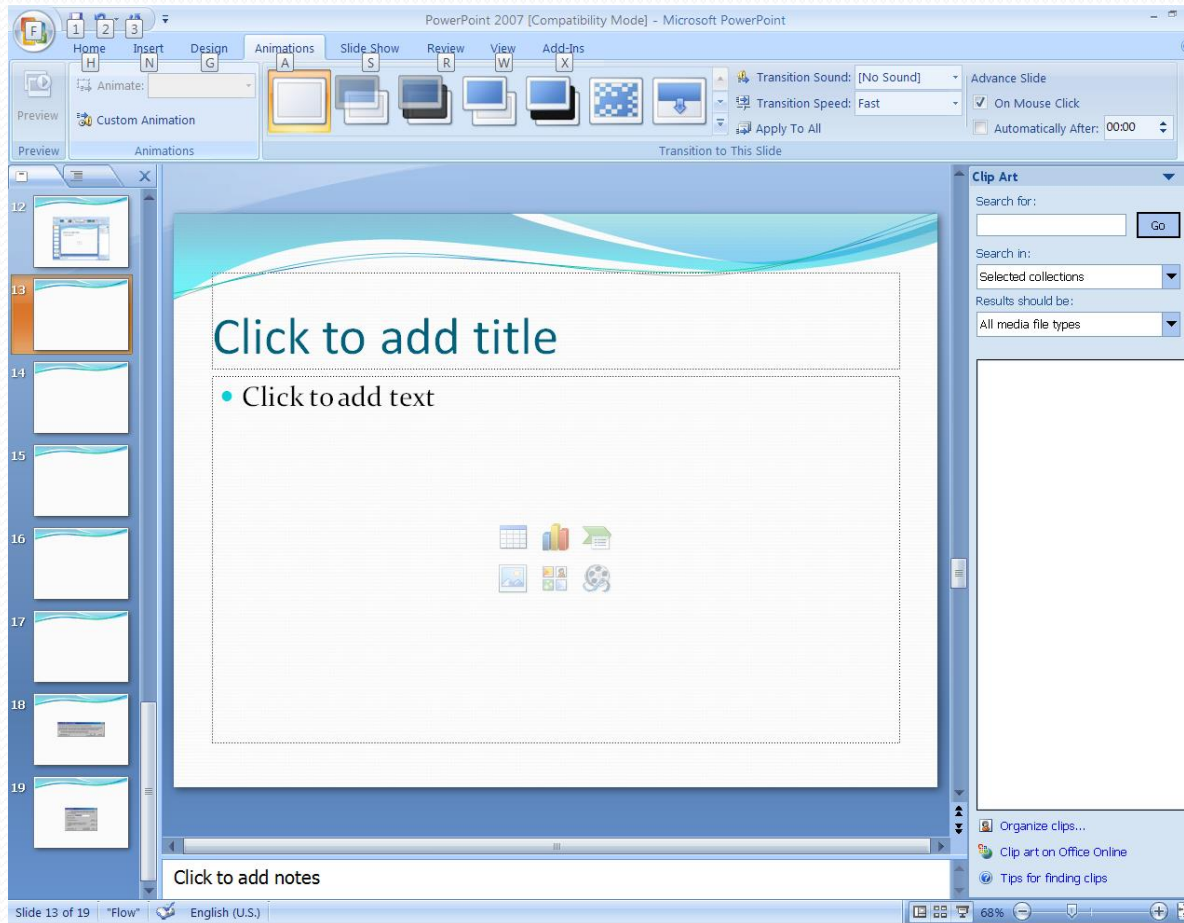 PowerPoint 2007 [Compatibility Mode] - Microsoft PowerPoint
F 1 2 3
Home Insert Design Animations Slide Show Review View Add-Ins
H N G A S R W X
Preview
Animate:
Custom Animation
Transition Sound: [No Sound]
Transition Speed: Fast
Apply To All
Advance Slide
On Mouse Click
Automatically After: 00:00
Preview Animations Transition to This Slide
12
13
14
15
16
17
18
19
Click to add title
• Click to add text
Click to add notes
Clip Art
Search for:
Go
Search in:
Selected collections
Results should be:
All media file types
Organize clips...
Clip art on Office Online
Tips for finding clips
Slide 13 of 19 "Flow" English (U.S.) 68%